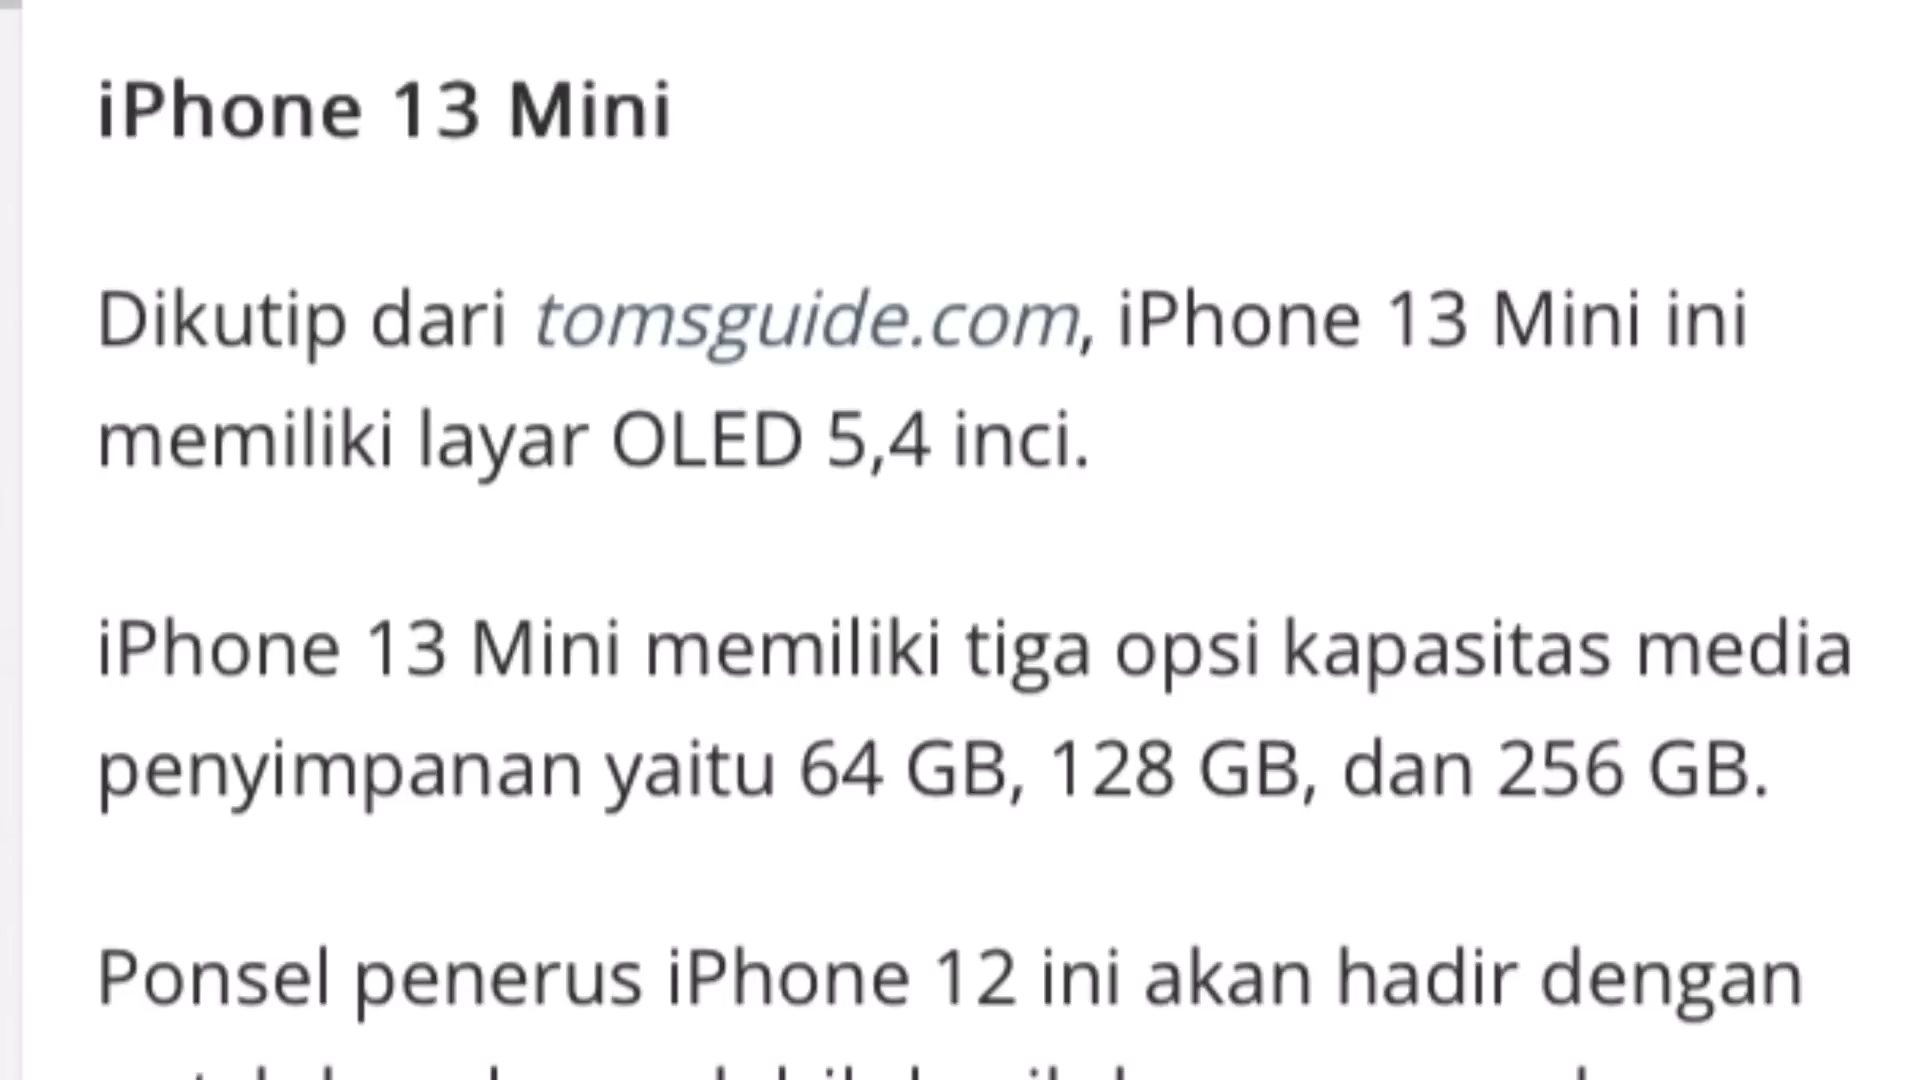 iPhone 13 Mini
Dikutip dari tomsguide.com, iPhone 13 Mini ini
memiliki layar OLED 5,4 inci.
iPhone 13 Mini memiliki tiga opsi kapasitas media
penyimpanan yaitu 64 GB, 128 GB, dan 256 GB.
Ponsel penerus iPhone 12 ini akan hadir dengan